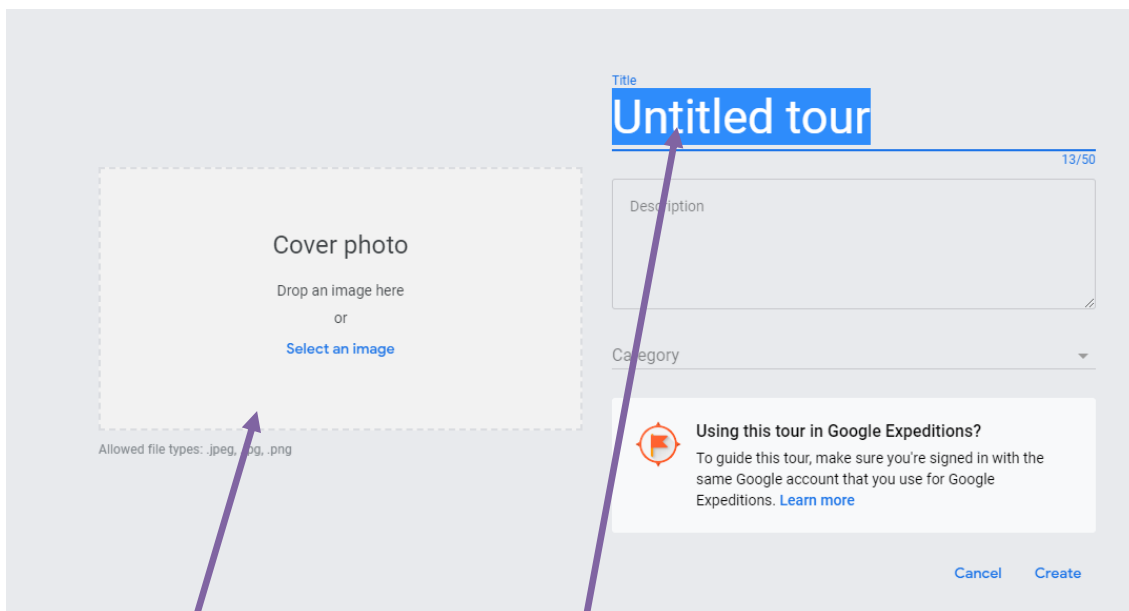 Title
Untitled tour
13/50
Description
Category
Cover photo
Drop an image here
or
Select an image
Allowed file types: .jpeg, .jpg, .png
Using this tour in Google Expeditions?
To guide this tour, make sure you're signed in with the
same Google account that you use for Google
Expeditions. Learn more
Cancel Create